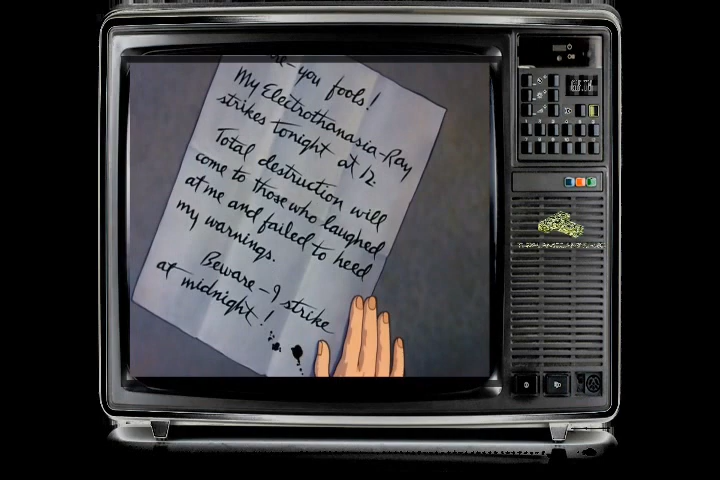 -you fools!
My Electrothanasia-Ray
strikes tonight at 12.
Total destruction will
come to those who laughed
at me and failed to heed
my warnings.
Beware-I strike
at midnight!